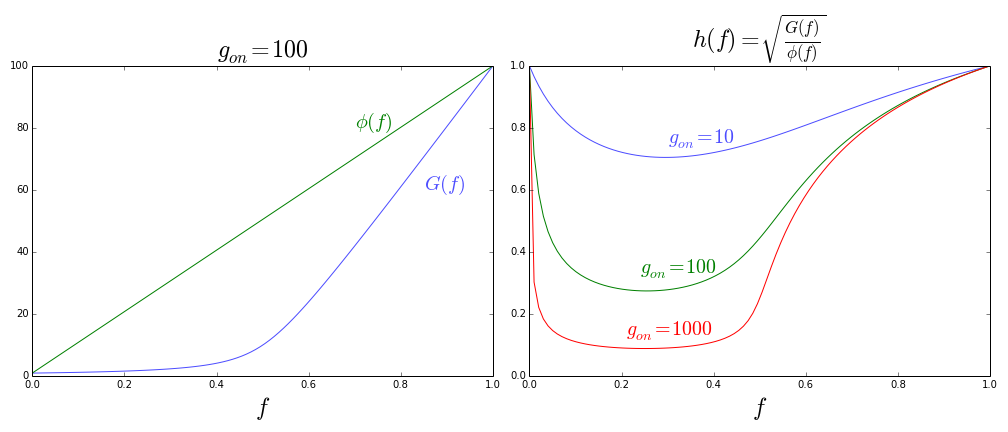 g_on = 100
100
80
60
40
20
0
0.0 0.2 0.4 0.6 0.8 1.0
f
ϕ(f)
G(f)
h(f) = √(G(f)/ϕ(f))
1.0
0.8
0.6
0.4
0.2
0.0
0.0 0.2 0.4 0.6 0.8 1.0
f
g_on = 10
g_on = 100
g_on = 1000